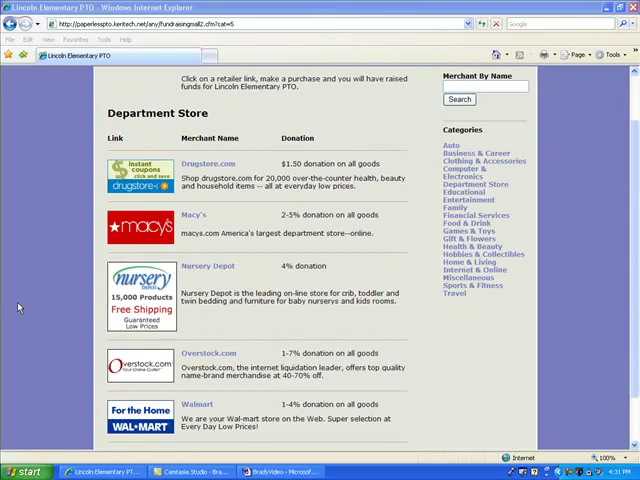 Lincoln Elementary PTO - Windows Internet Explorer
http://paperlesspto.keritech.net/any/fundraisingmall2.cfm?cat=5
Google
File Edit View Favorites Tools Help
Lincoln Elementary PTO
Page
Tools
Click on a retailer link, make a purchase and you will have raised
funds for Lincoln Elementary PTO.
Department Store
Link Merchant Name Donation
instant
coupons
click and save
drugstore
Drugstore.com $1.50 donation on all goods
Shop drugstore.com for 20,000 over-the-counter health, beauty
and household items -- all at everyday low prices.
macy's
Macy's 2-5% donation on all goods
macys.com America's largest department store--online.
nursery
DEPOT
15,000 Products
Free Shipping
Guaranteed
Low Prices
Nursery Depot 4% donation
Nursery Depot is the leading on-line store for crib, toddler and
twin bedding and furniture for baby nurserys and kids rooms.
Overstock.com
Your Online Outlet
Overstock.com 1-7% donation on all goods
Overstock.com, the internet liquidation leader, offers top quality
name-brand merchandise at 40-70% off.
For the Home
WAL-MART
Walmart 1-4% donation on all goods
We are your Wal-mart store on the Web. Super selection at
Every Day Low Prices!
Merchant By Name
Search
Categories
Auto
Business & Career
Clothing & Accessories
Computer &
Electronics
Department Store
Educational
Entertainment
Family
Financial Services
Food & Drink
Games & Toys
Gift & Flowers
Health & Beauty
Hobbies & Collectibles
Home & Living
Internet & Online
Miscellaneous
Sports & Fitness
Travel
Internet 100%
start
Lincoln Elementary PT...
Camtasia Studio - Bra...
BradyVideo - Microsof...
4:31 PM